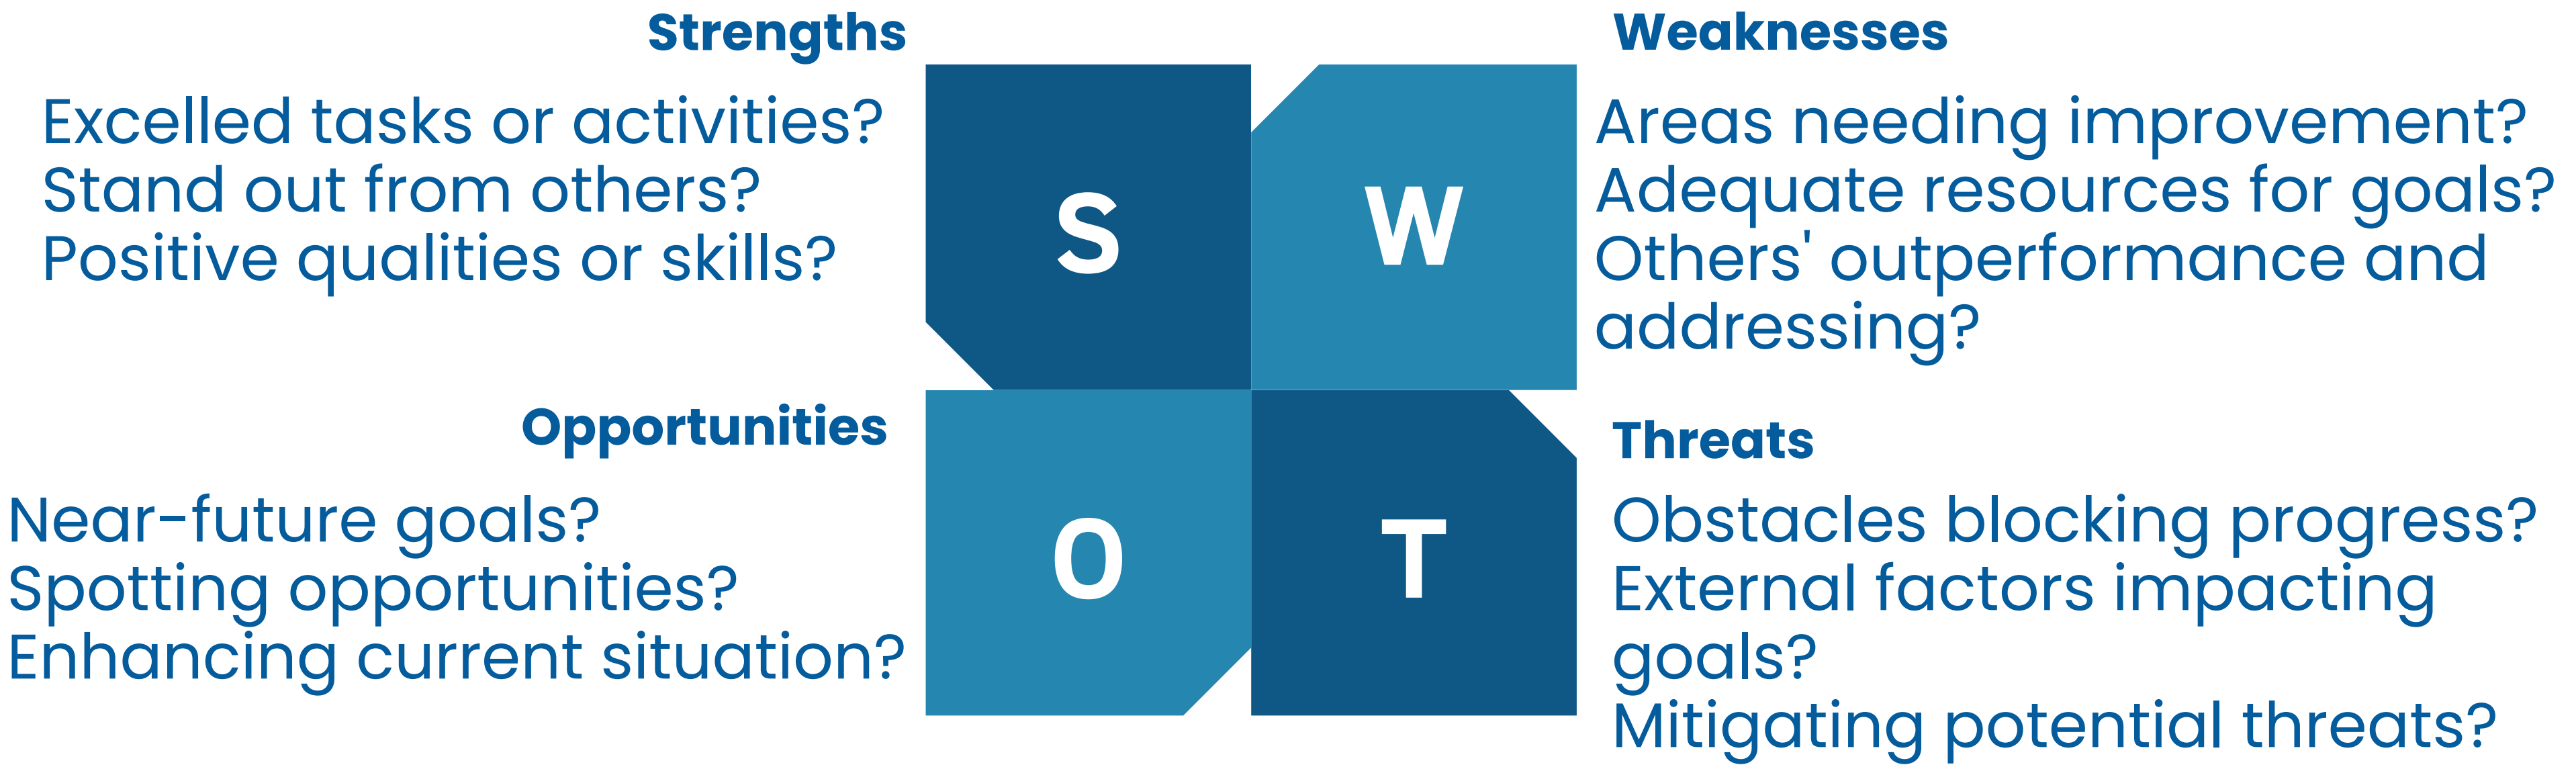 Strengths
Excelled tasks or activities?
Stand out from others?
Positive qualities or skills?
S
W
Weaknesses
Areas needing improvement?
Adequate resources for goals?
Others' outperformance and
addressing?
Opportunities
Near-future goals?
Spotting opportunities?
Enhancing current situation?
O
T
Threats
Obstacles blocking progress?
External factors impacting
goals?
Mitigating potential threats?